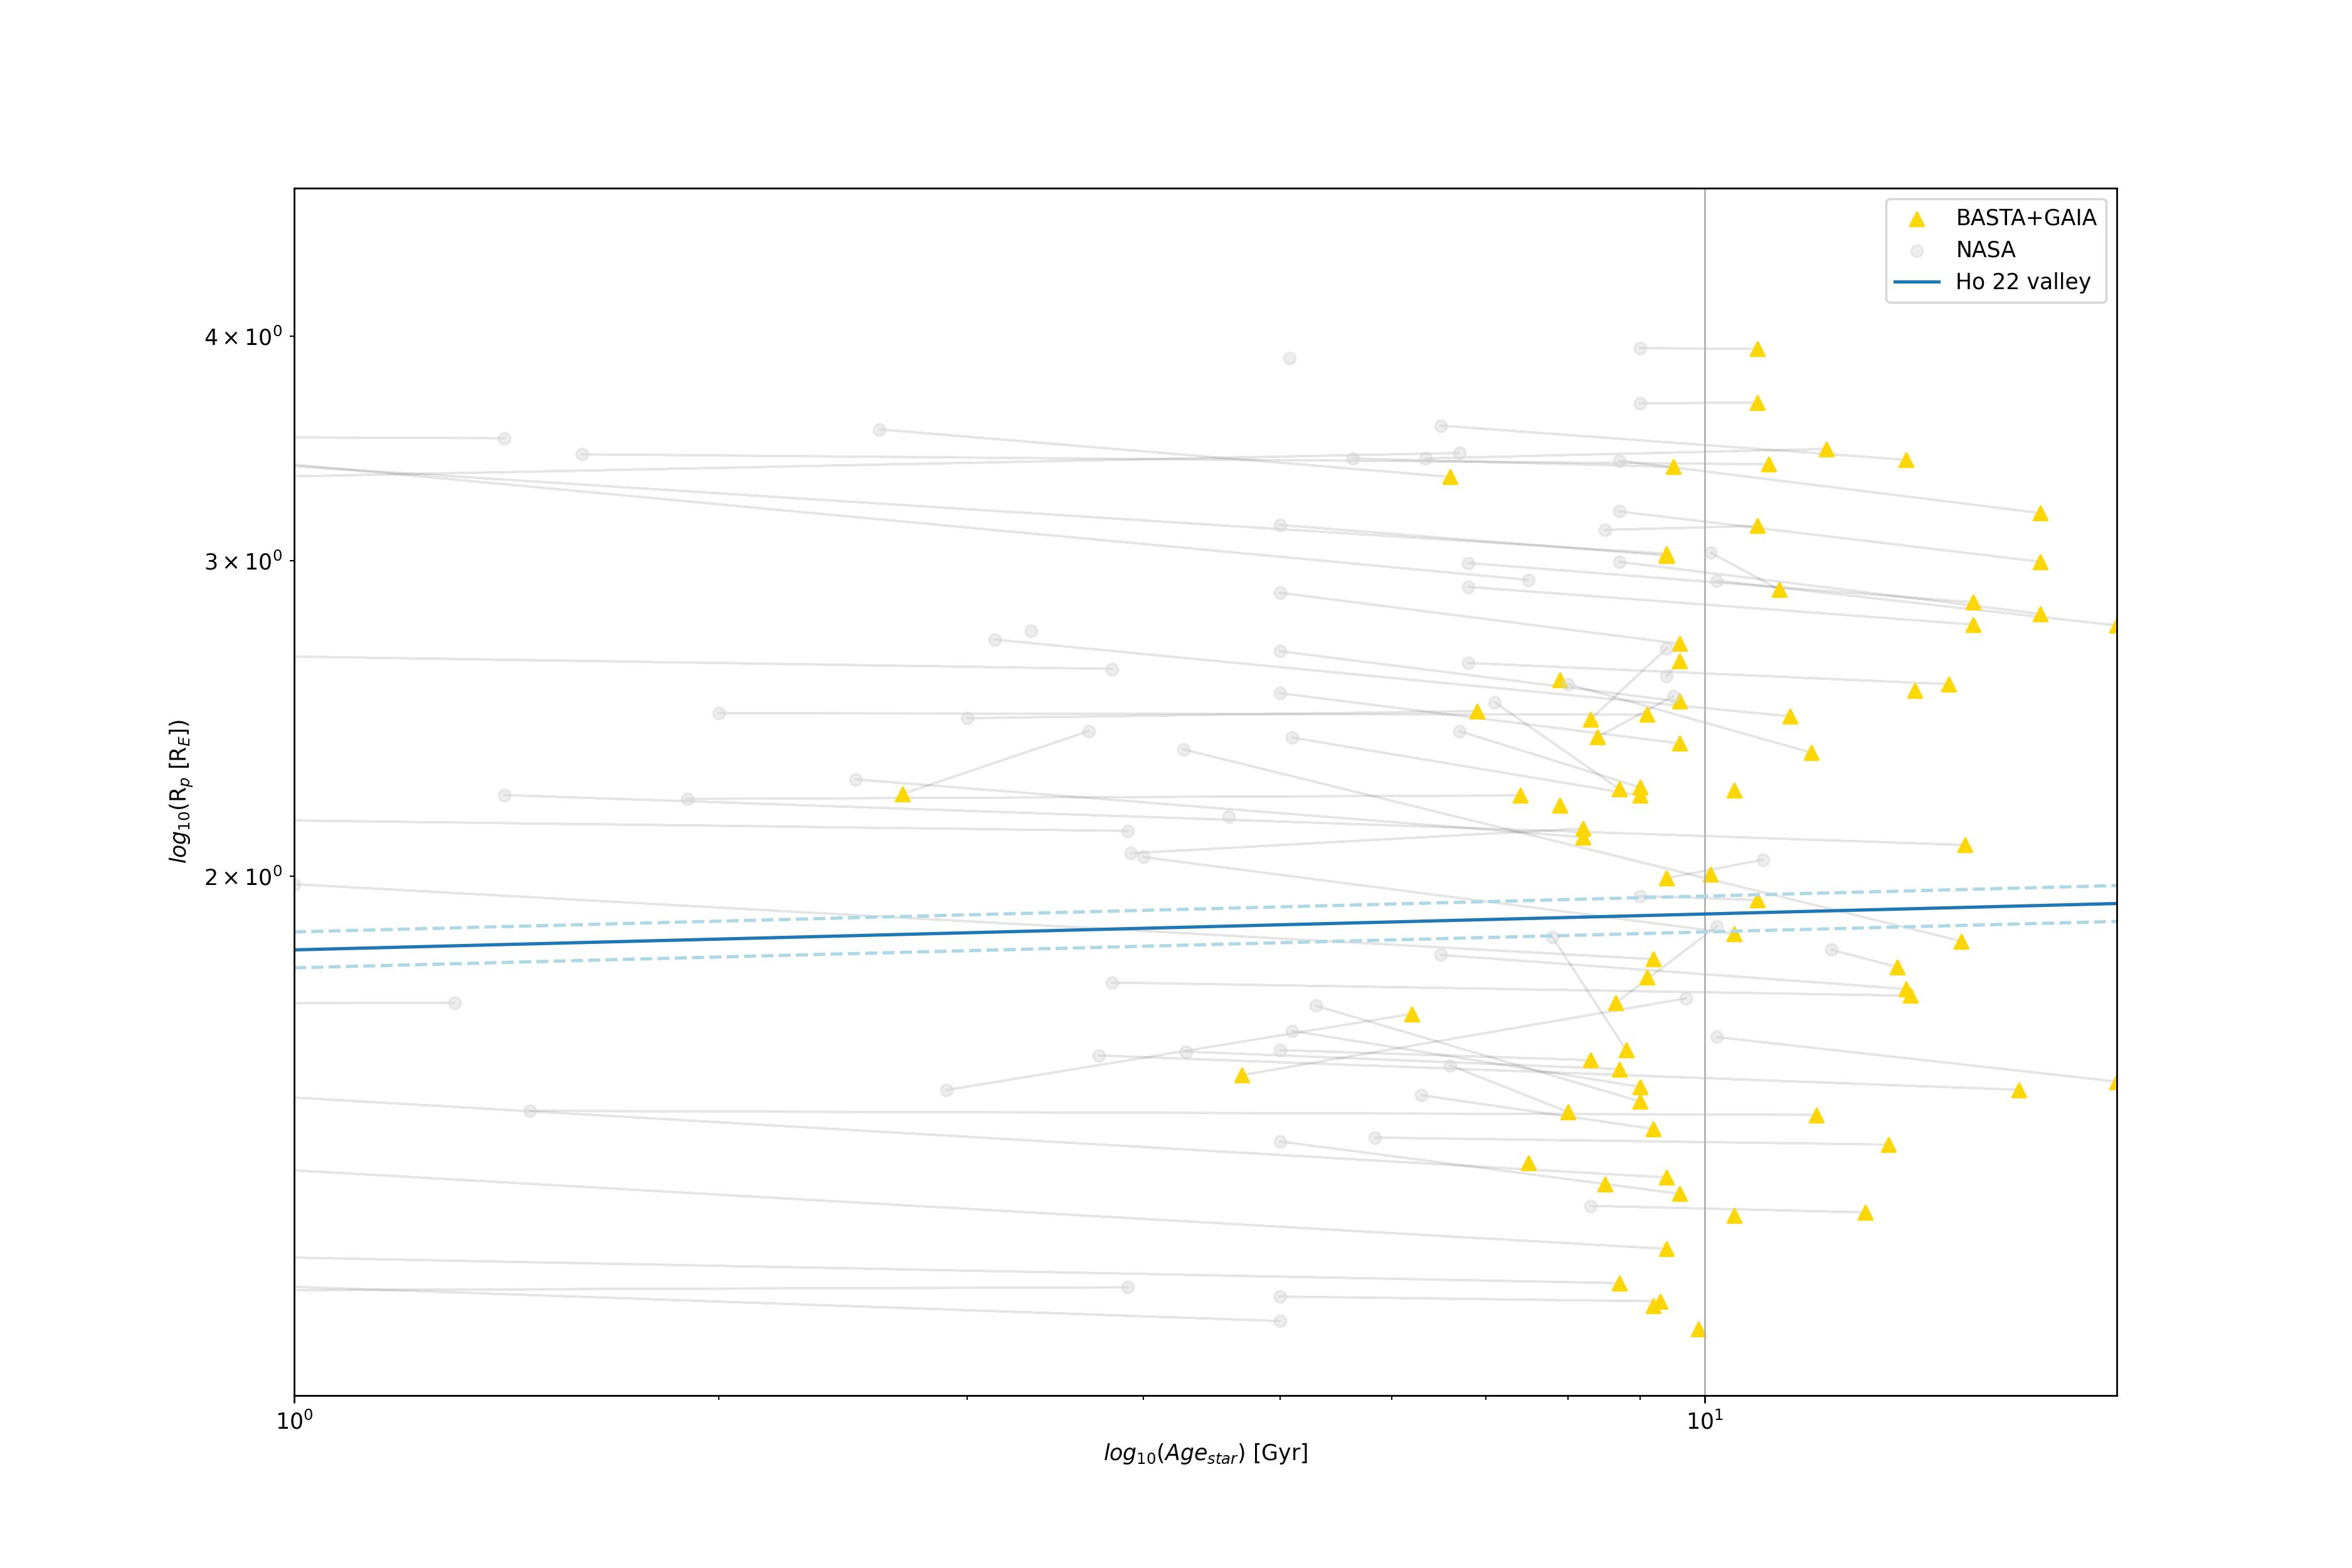 BASTA+GAIA
NASA
Ho 22 valley
4 × 10⁰
3 × 10⁰
2 × 10⁰
log₁₀(Rₚ [R_E])
10⁰
10¹
log₁₀(Age_star) [Gyr]